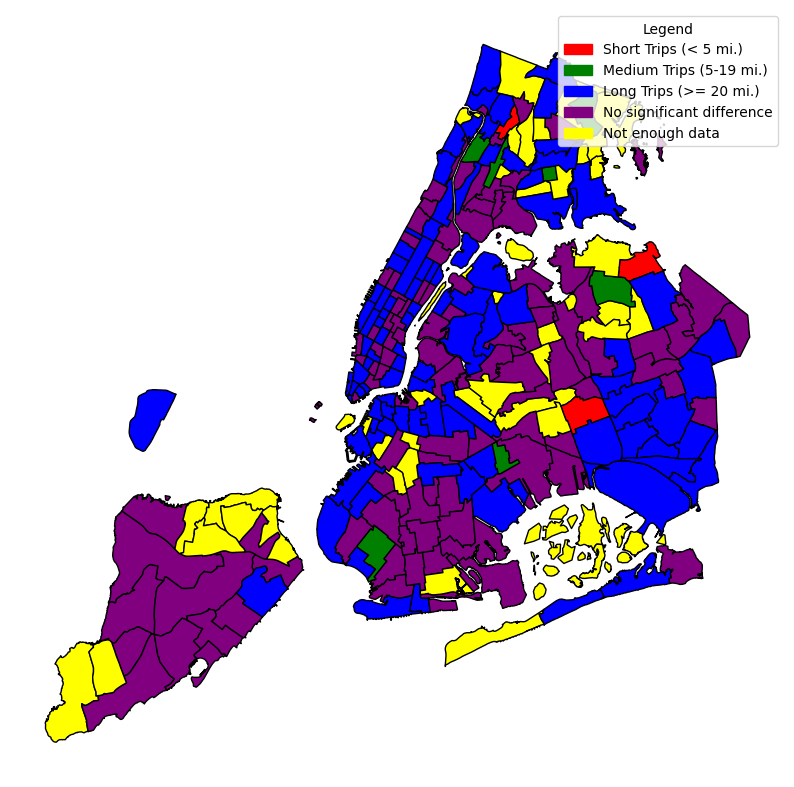 Legend
Short Trips (< 5 mi.)
Medium Trips (5-19 mi.)
Long Trips (>= 20 mi.)
No significant difference
Not enough data